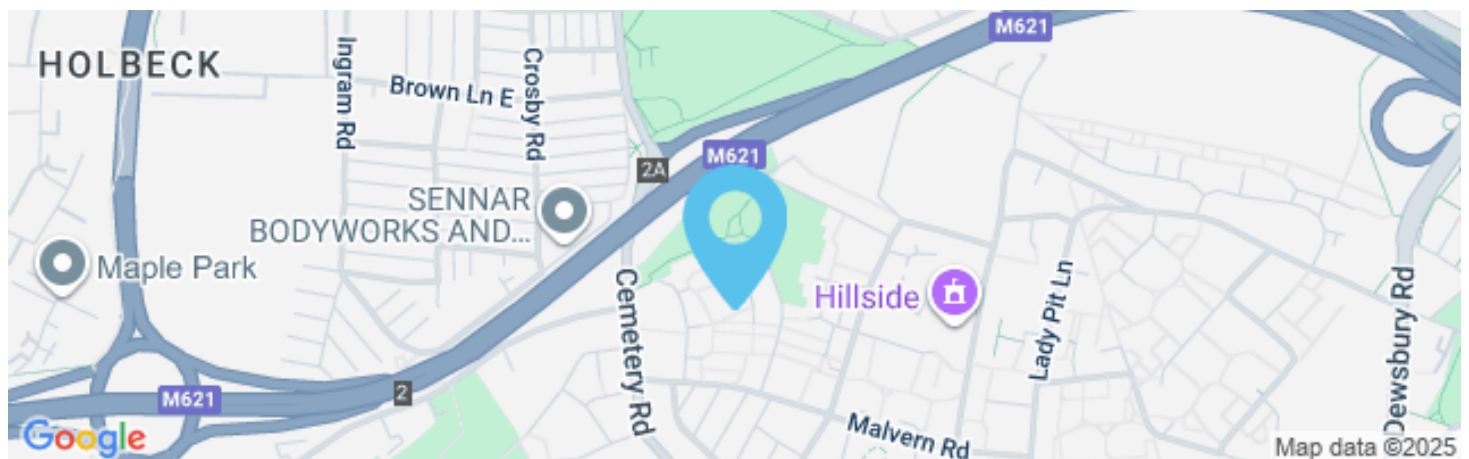 M621
HOLBECK
Ingram Rd
Crosby Rd
Brown Ln E
M621
2A
SENNAR
BODYWORKS AND...
Maple Park
Cemetery Rd
Hillside
Lady Pit Ln
Dewsbury Rd
M621
2
Malvern Rd
Google
Map data ©2025